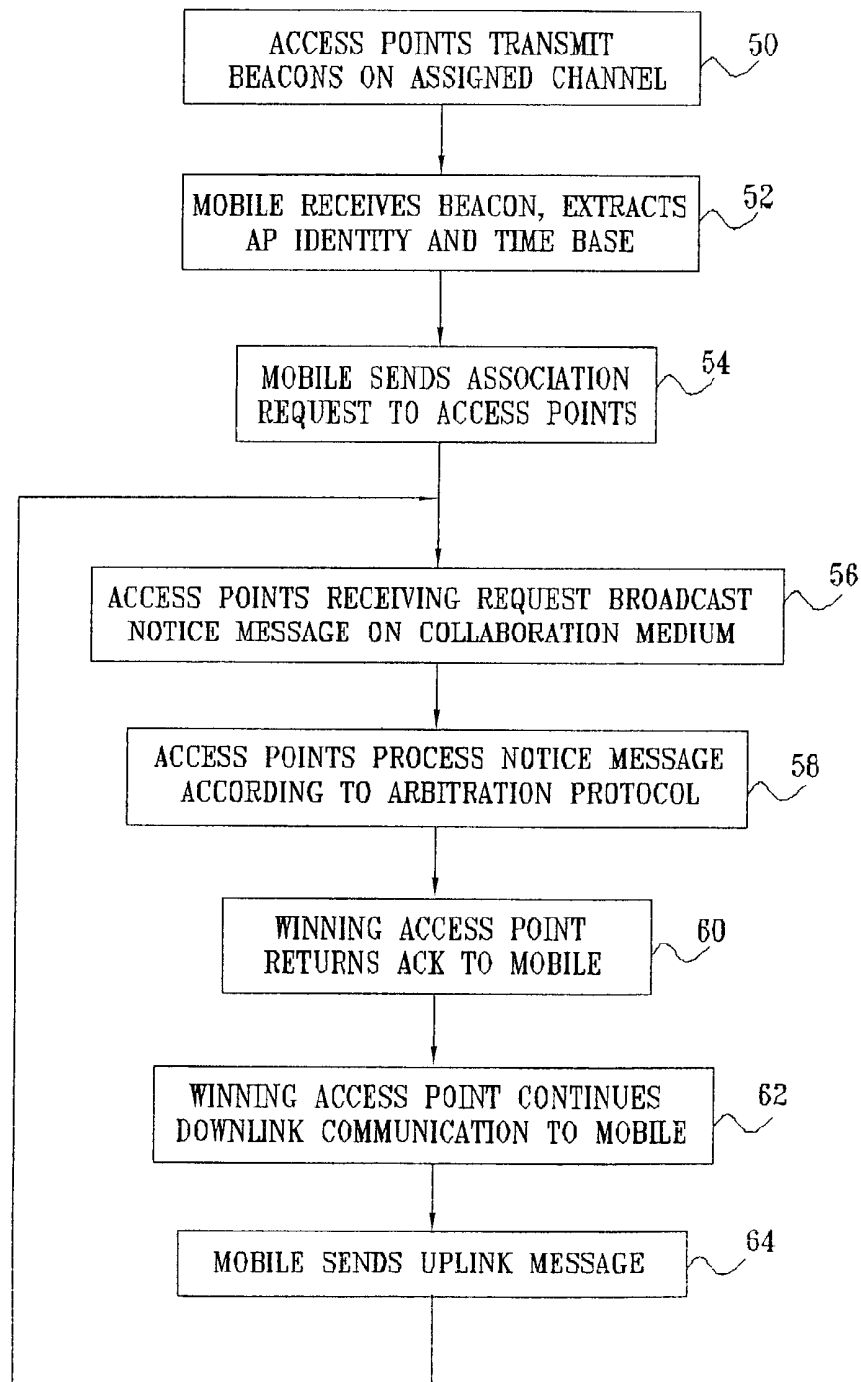 ACCESS POINTS TRANSMIT
BEACONS ON ASSIGNED CHANNEL
50
MOBILE RECEIVES BEACON, EXTRACTS
AP IDENTITY AND TIME BASE
52
MOBILE SENDS ASSOCIATION
REQUEST TO ACCESS POINTS
54
ACCESS POINTS RECEIVING REQUEST BROADCAST
NOTICE MESSAGE ON COLLABORATION MEDIUM
56
ACCESS POINTS PROCESS NOTICE MESSAGE
ACCORDING TO ARBITRATION PROTOCOL
58
WINNING ACCESS POINT
RETURNS ACK TO MOBILE
60
WINNING ACCESS POINT CONTINUES
DOWNLINK COMMUNICATION TO MOBILE
62
MOBILE SENDS UPLINK MESSAGE
64